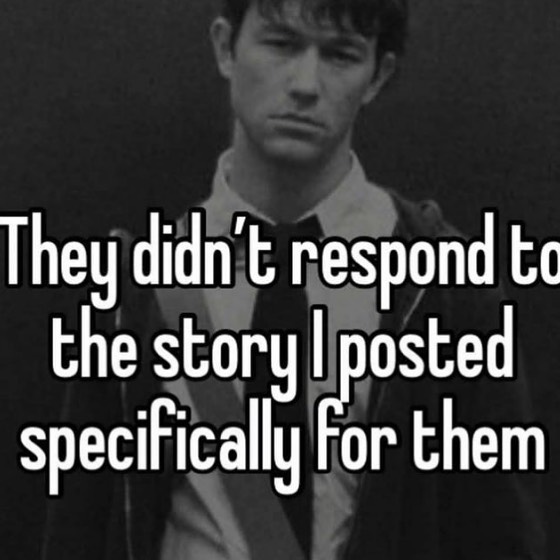 They didn't respond to
the story I posted
specifically for them